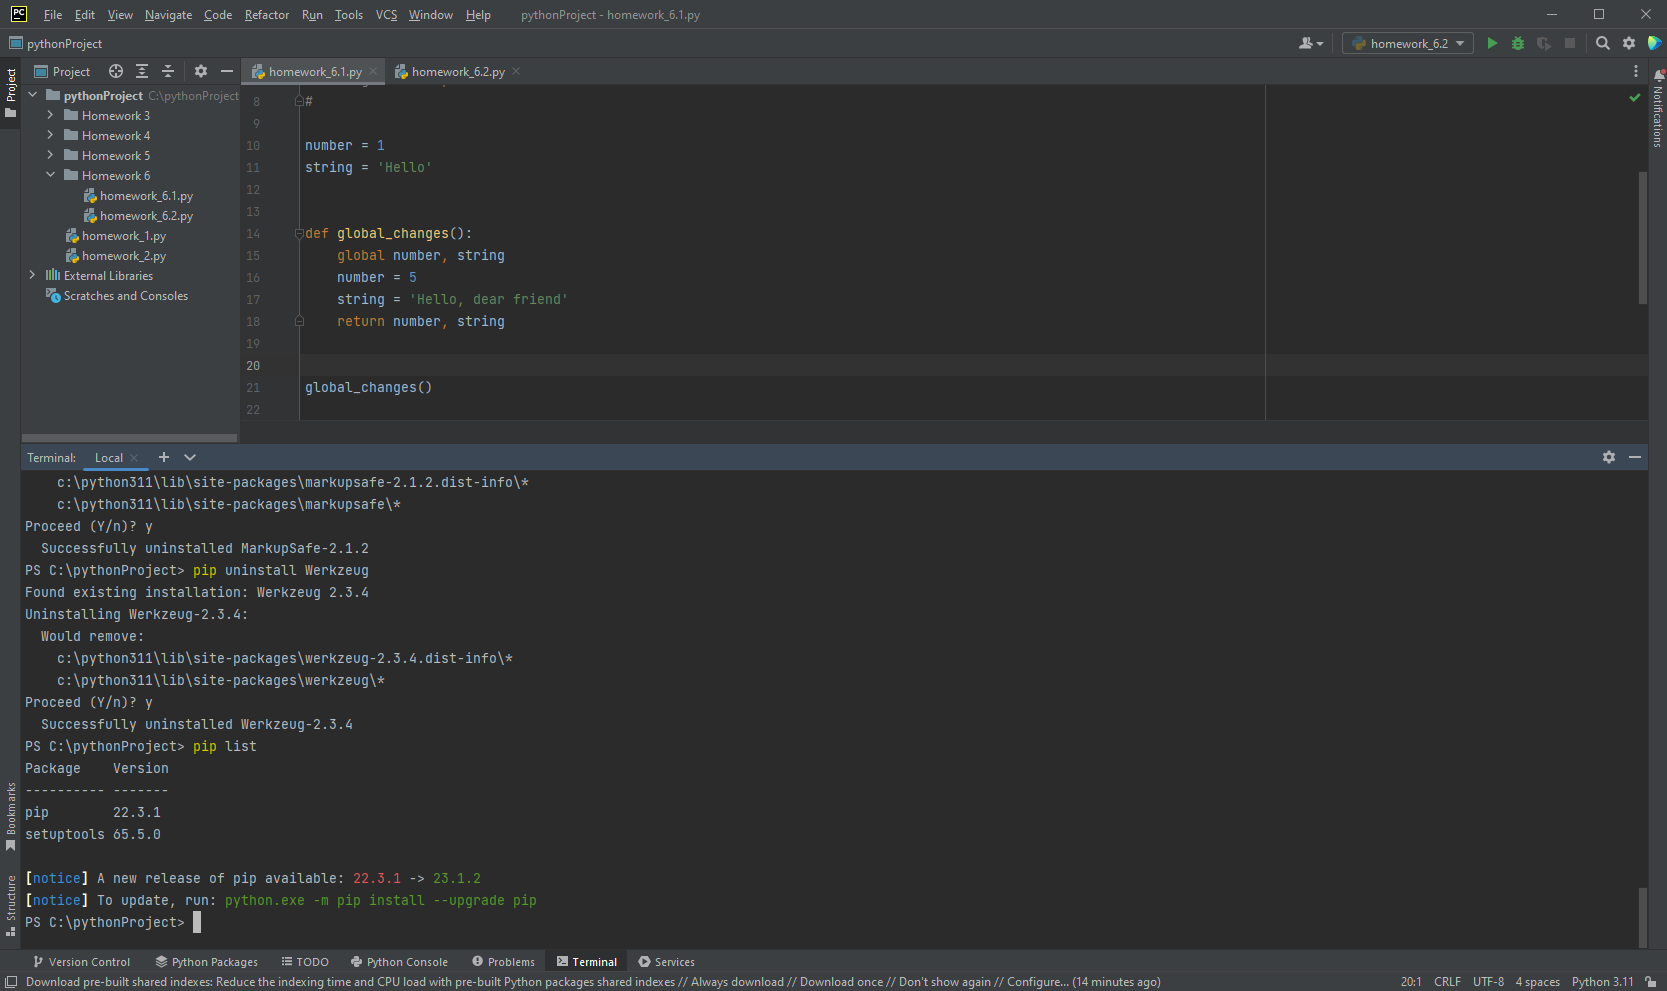 PC File Edit View Navigate Code Refactor Run Tools VCS Window Help pythonProject - homework_6.1.py
pythonProject homework_6.2
Project homework_6.1.py homework_6.2.py
Project
pythonProject C:\pythonProject
Homework 3
Homework 4
Homework 5
Homework 6
homework_6.1.py
homework_6.2.py
homework_1.py
homework_2.py
External Libraries
Scratches and Consoles
8 #
9
10 number = 1
11 string = 'Hello'
12
13
14 def global_changes():
15 global number, string
16 number = 5
17 string = 'Hello, dear friend'
18 return number, string
19
20
21 global_changes()
22
Notifications
Terminal: Local
c:\python311\lib\site-packages\markupsafe-2.1.2.dist-info\*
c:\python311\lib\site-packages\markupsafe\*
Proceed (Y/n)? y
Successfully uninstalled MarkupSafe-2.1.2
PS C:\pythonProject> pip uninstall Werkzeug
Found existing installation: Werkzeug 2.3.4
Uninstalling Werkzeug-2.3.4:
Would remove:
c:\python311\lib\site-packages\werkzeug-2.3.4.dist-info\*
c:\python311\lib\site-packages\werkzeug\*
Proceed (Y/n)? y
Successfully uninstalled Werkzeug-2.3.4
PS C:\pythonProject> pip list
Package Version
---------- -------
pip 22.3.1
setuptools 65.5.0
[notice] A new release of pip available: 22.3.1 -> 23.1.2
[notice] To update, run: python.exe -m pip install --upgrade pip
PS C:\pythonProject>
Bookmarks
Structure
Version Control Python Packages TODO Python Console Problems Terminal Services
Download pre-built shared indexes: Reduce the indexing time and CPU load with pre-built Python packages shared indexes // Always download // Download once // Don't show again // Configure... (14 minutes ago) 20:1 CRLF UTF-8 4 spaces Python 3.11